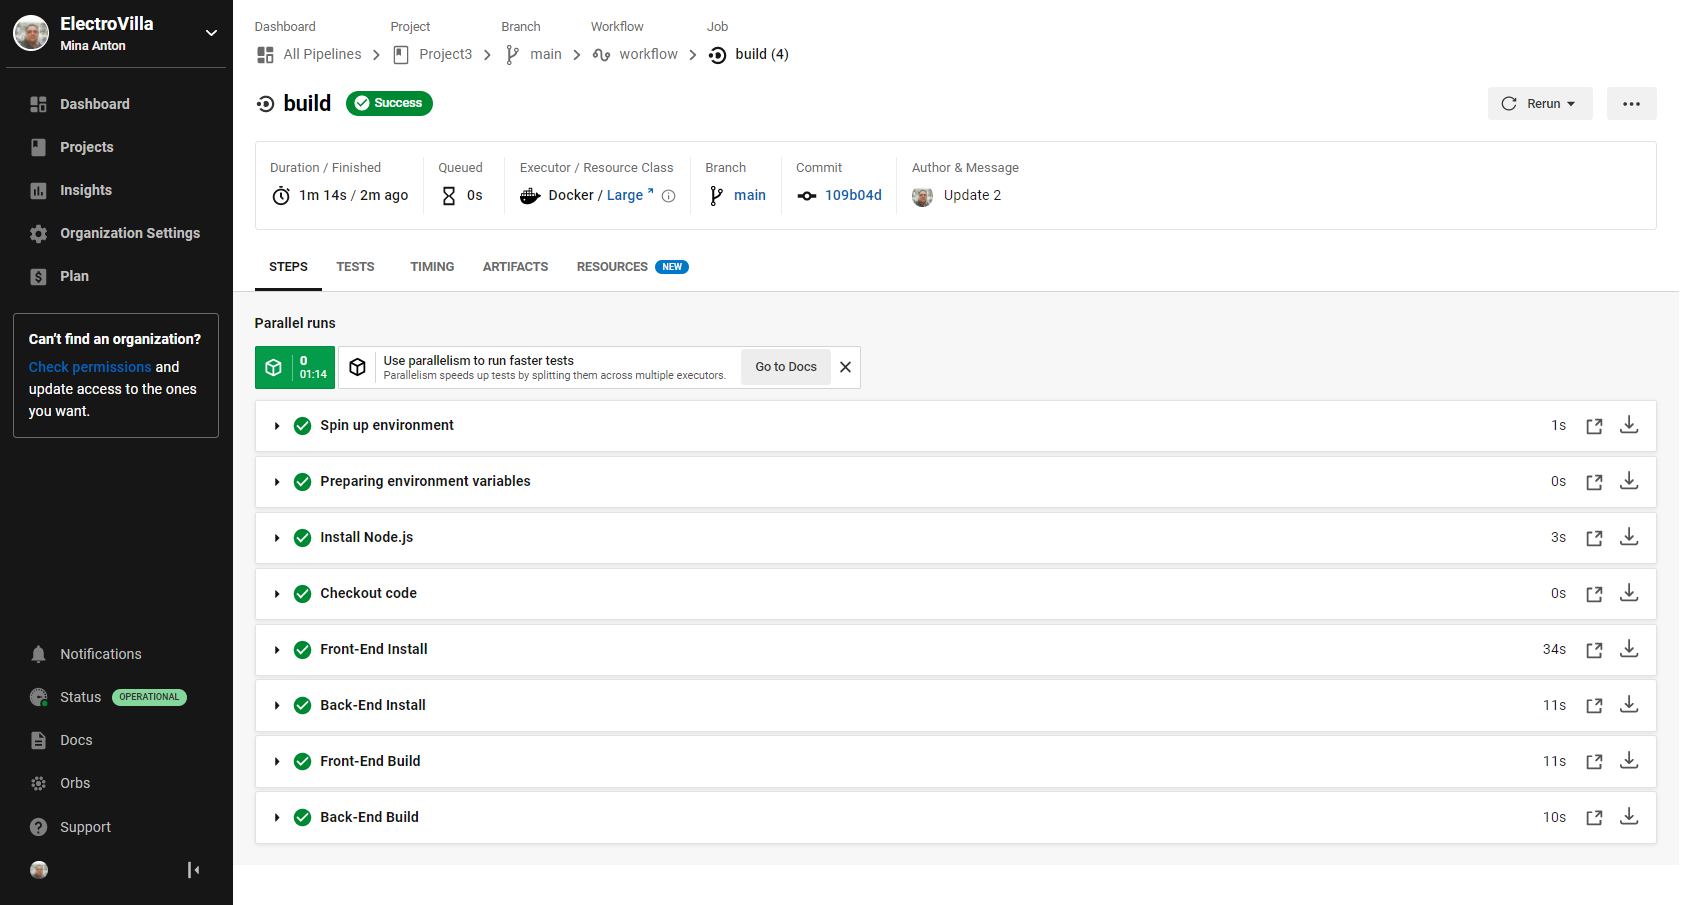 ElectroVilla
Mina Anton
Dashboard
Projects
Insights
Organization Settings
Plan
Can't find an organization?
Check permissions and
update access to the ones
you want.
Notifications
Status OPERATIONAL
Docs
Orbs
Support
Dashboard Project Branch Workflow Job
All Pipelines Project3 main workflow build (4)
build Success
Rerun
Duration / Finished Queued Executor / Resource Class Branch Commit Author & Message
1m 14s / 2m ago 0s Docker / Large main 109b04d Update 2
STEPS TESTS TIMING ARTIFACTS RESOURCES NEW
Parallel runs
0
01:14
Use parallelism to run faster tests
Parallelism speeds up tests by splitting them across multiple executors.
Go to Docs
Spin up environment 1s
Preparing environment variables 0s
Install Node.js 3s
Checkout code 0s
Front-End Install 34s
Back-End Install 11s
Front-End Build 11s
Back-End Build 10s